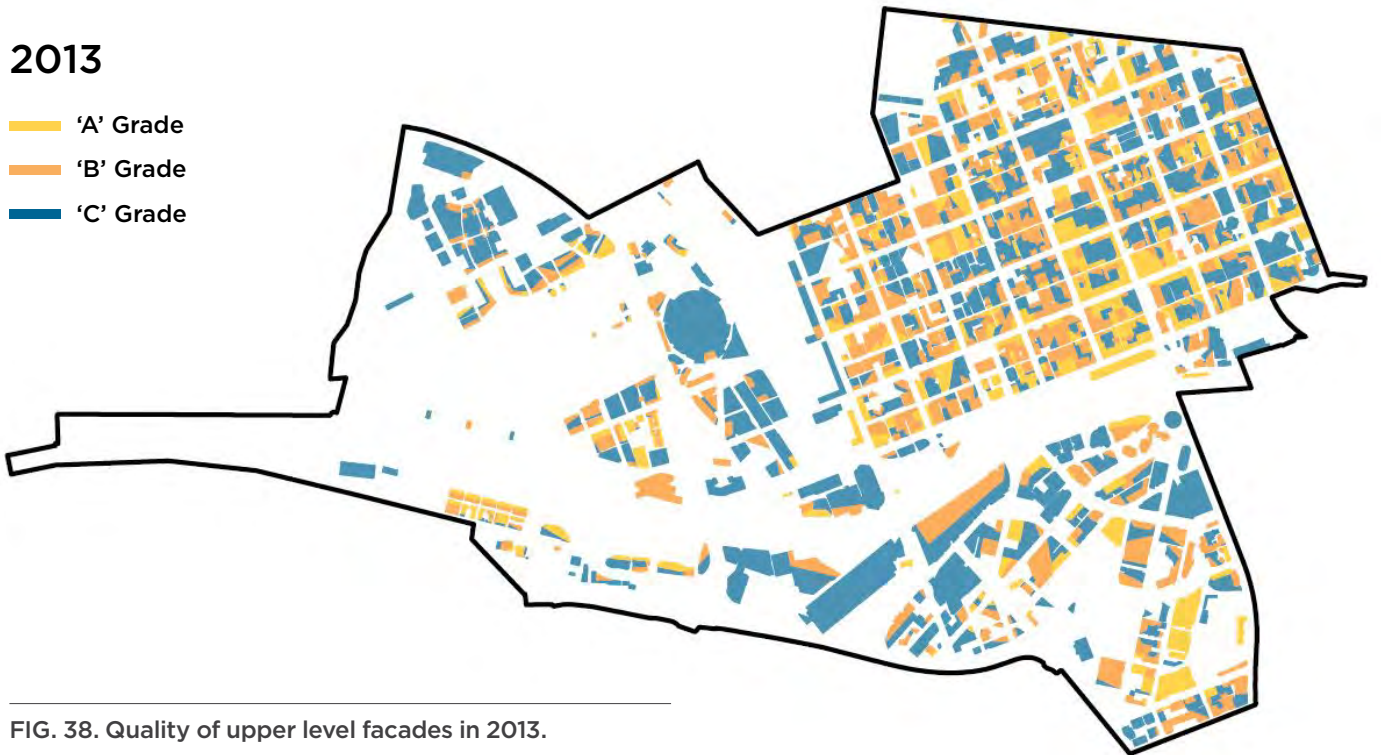 2013
‘A’ Grade
‘B’ Grade
‘C’ Grade
FIG. 38. Quality of upper level facades in 2013.